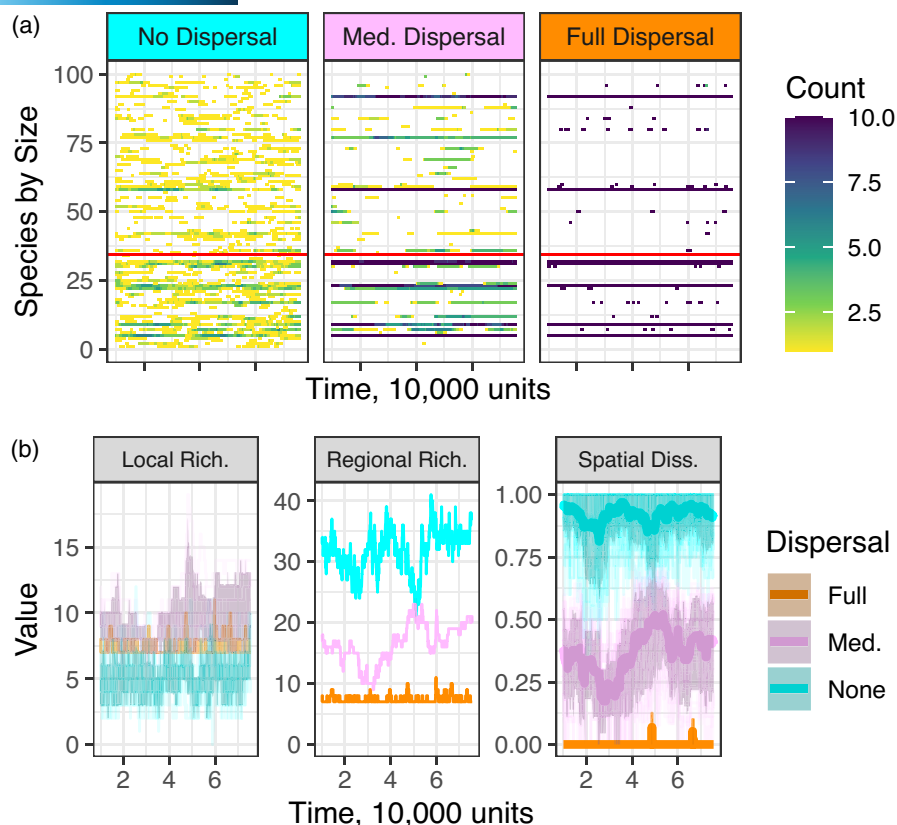 (a)
No Dispersal Med. Dispersal Full Dispersal
Count
10.0
7.5
5.0
2.5
Species by Size
100
75
50
25
0
Time, 10,000 units
(b)
Local Rich. Regional Rich. Spatial Diss.
Value
15
10
5
0
2 4 6
40
30
20
10
0
2 4 6
1.00
0.75
0.50
0.25
0.00
2 4 6
Time, 10,000 units
Dispersal
Full
Med.
None